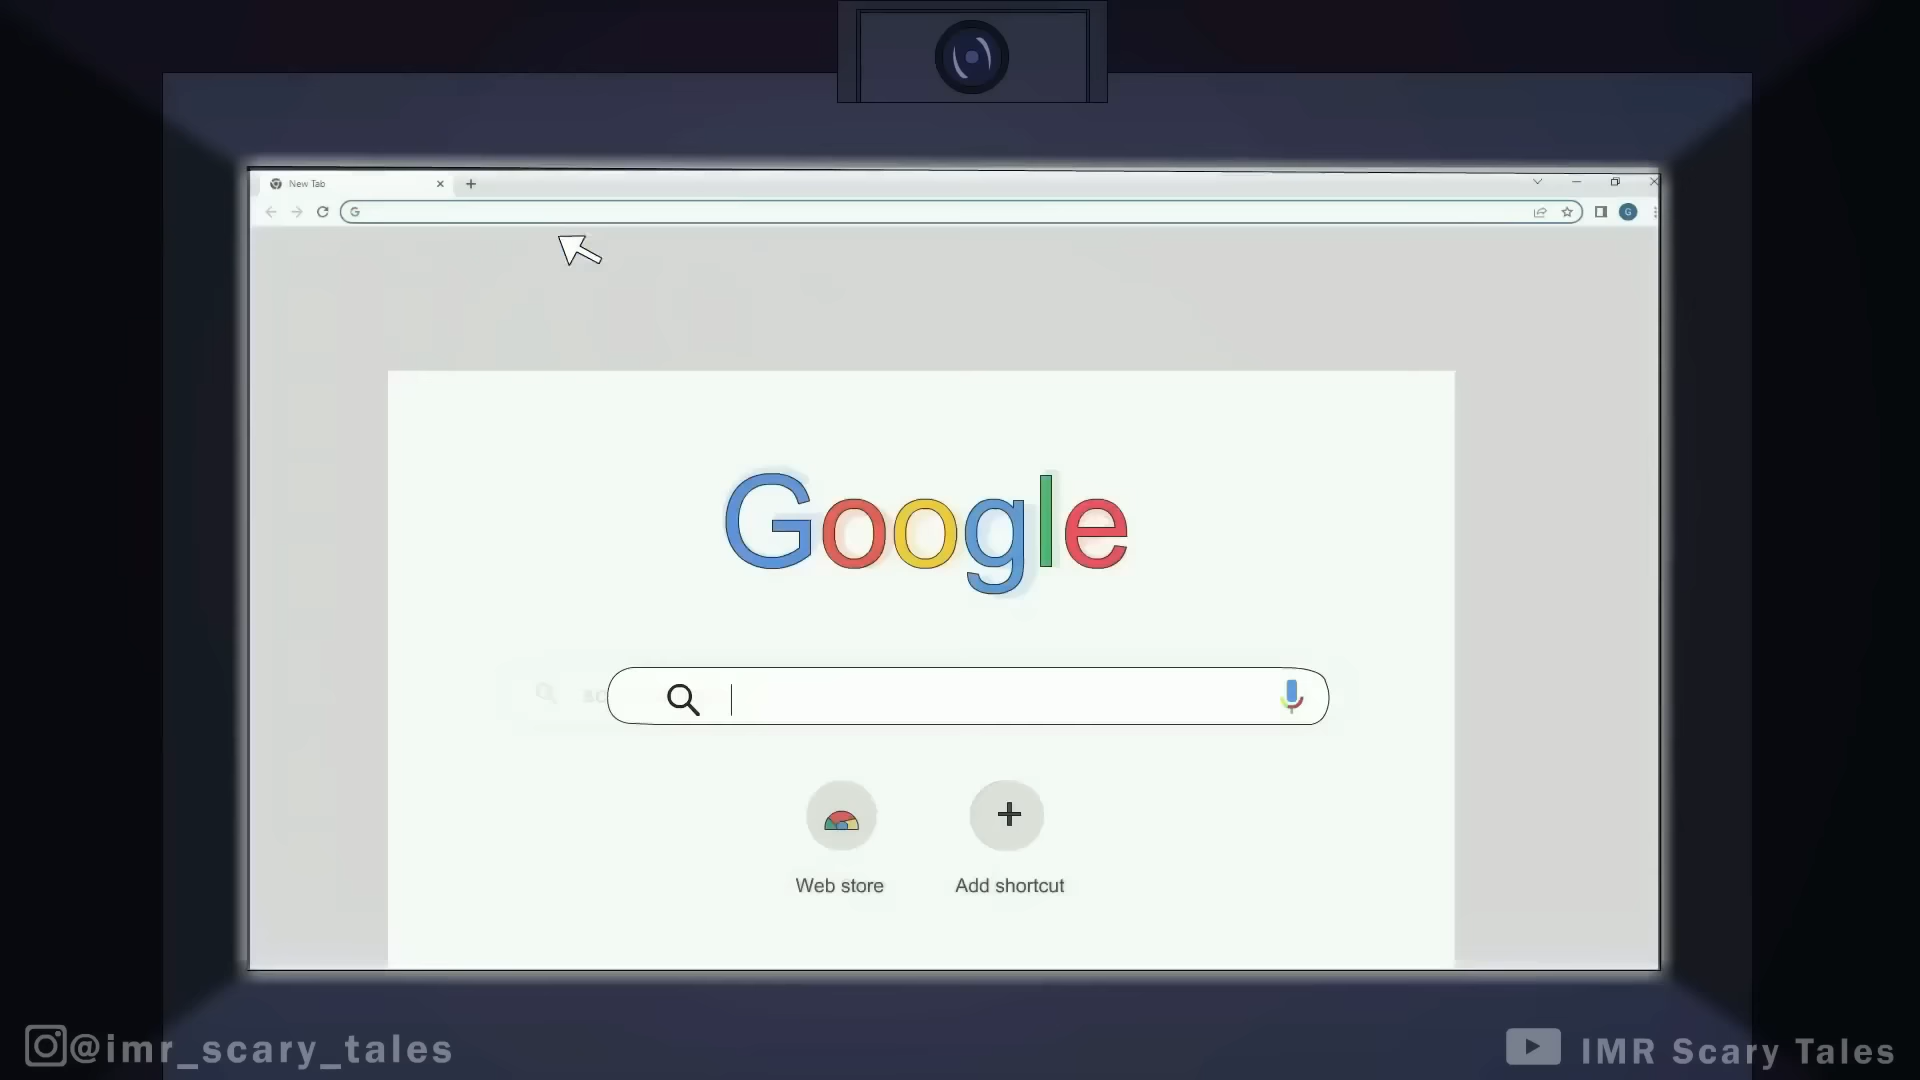 New Tab
G
Google
Web store
Add shortcut
@imr_scary_tales
IMR Scary Tales